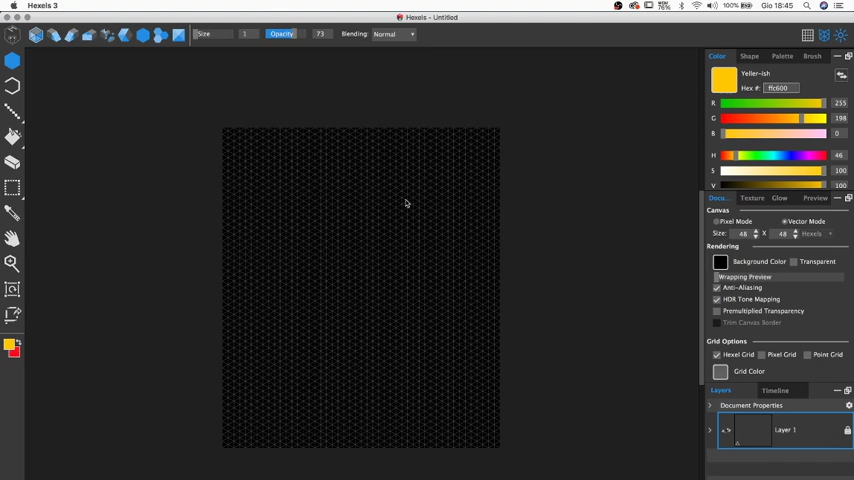 Hexels 3
MEM
76%
100%
Gio 18:45
Hexels - Untitled
Size 1 Opacity 73 Blending: Normal
Color Shape Palette Brush
Yeller-ish
Hex #: ffc600
R 255
G 198
B 0
H 46
S 100
V 100
Docu... Texture Glow Preview
Canvas
Pixel Mode Vector Mode
Size: 48 X 48 Hexels
Rendering
Background Color Transparent
Wrapping Preview
Anti-Aliasing
HDR Tone Mapping
Premultiplied Transparency
Trim Canvas Border
Grid Options
Hexel Grid Pixel Grid Point Grid
Grid Color
Layers Timeline
Document Properties
Layer 1